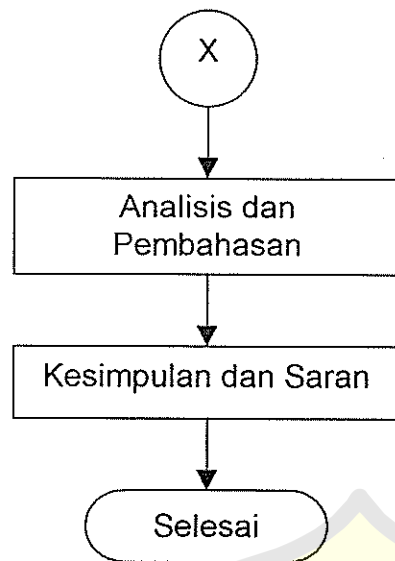 X
Analisis dan
Pembahasan
Kesimpulan dan Saran
Selesai